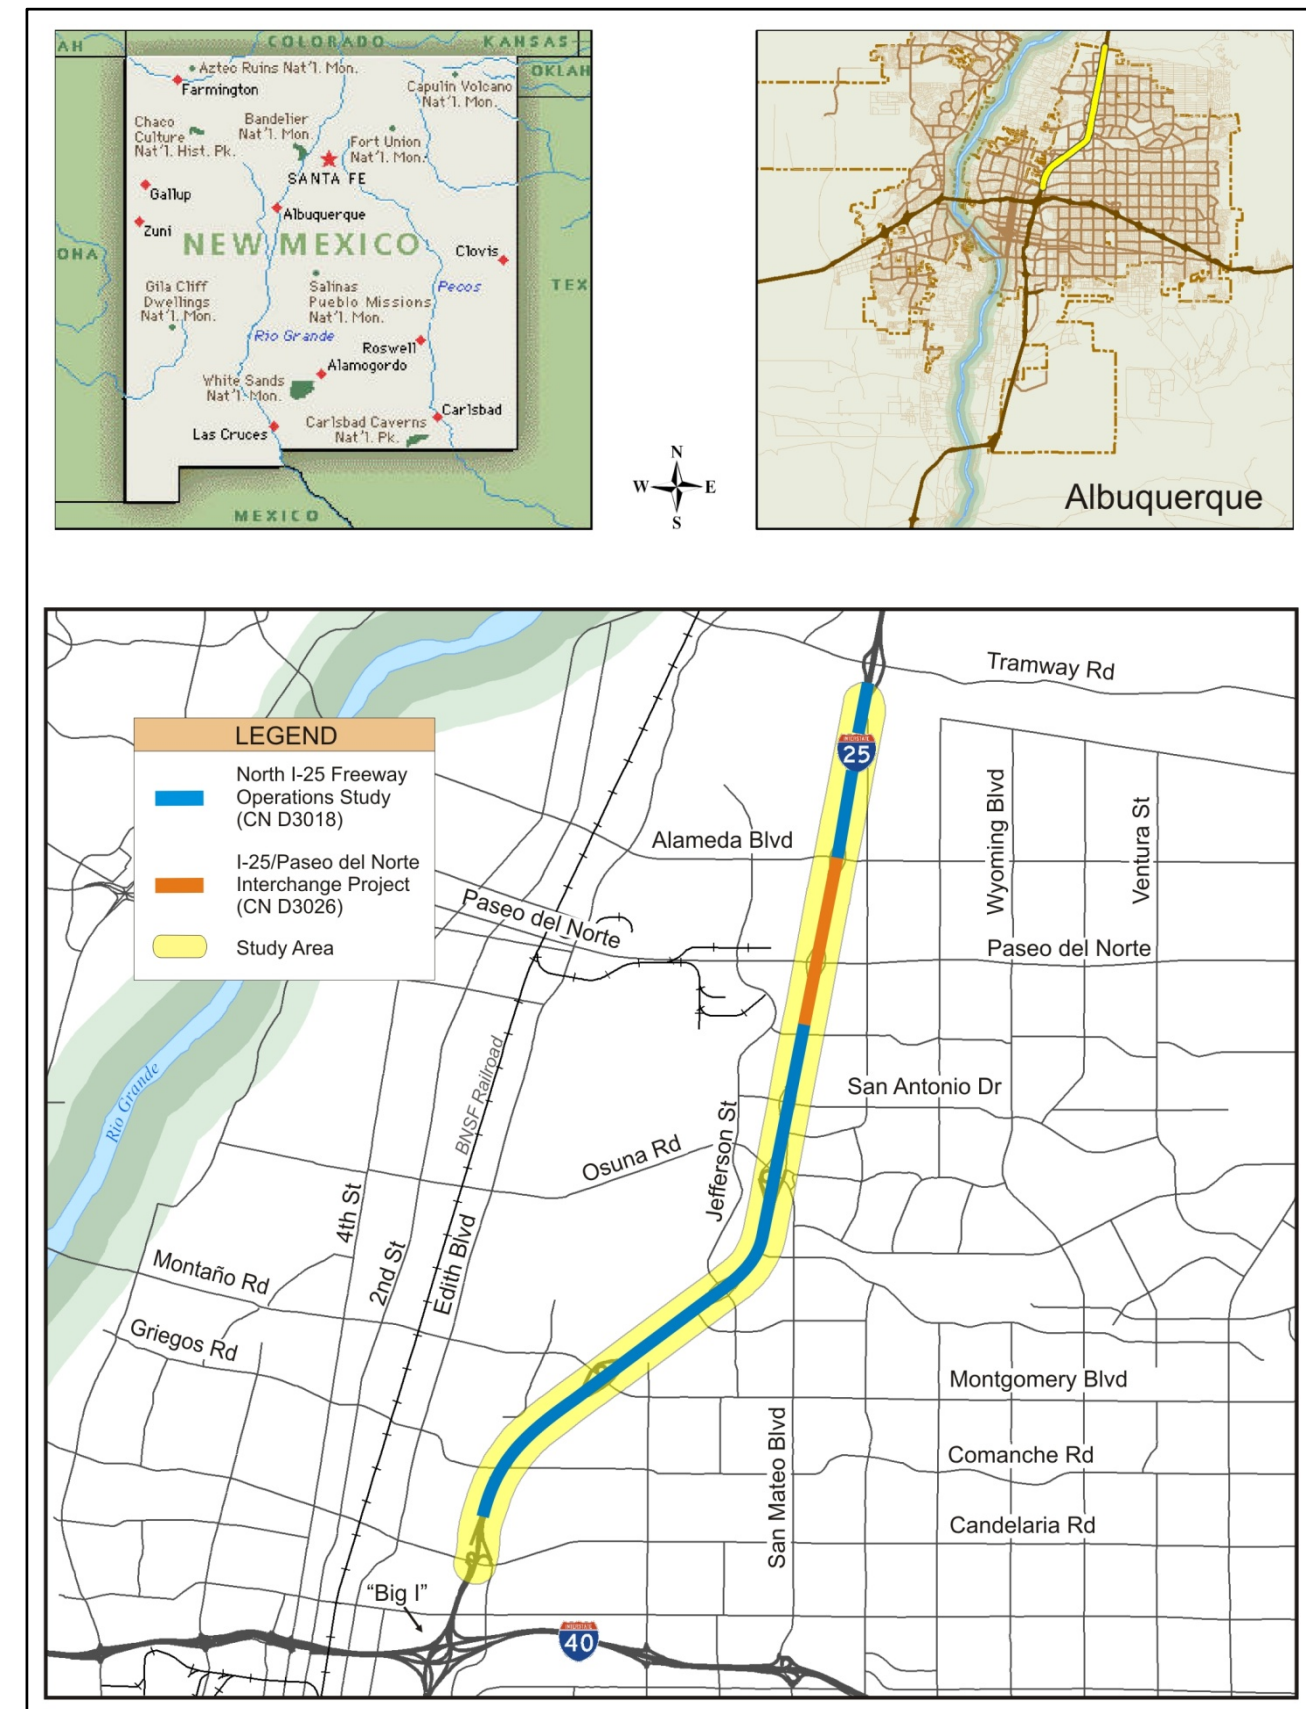 AH
COLORADO
KANSAS
OKLAH
Aztec Ruins Nat'l. Mon.
Farmington
Capulin Volcano
Nat'l. Mon.
Chaco
Culture
Nat'l. Hist. Pk.
Bandelier
Nat'l. Mon.
Fort Union
Nat'l. Mon.
SANTA FE
Gallup
Albuquerque
Zuni
NEW MEXICO
Clovis
OHA
TEX
Gila Cliff
Dwellings
Nat'l. Mon.
Salinas
Pueblo Missions
Nat'l. Mon.
Pecos
Rio Grande
Roswell
Alamogordo
White Sands
Nat'l. Mon.
Carlsbad
Las Cruces
Carlsbad Caverns
Nat'l. Pk.
MEXICO
N
W
E
S
Albuquerque
Tramway Rd
LEGEND
North I-25 Freeway
Operations Study
(CN D3018)
I-25/Paseo del Norte
Interchange Project
(CN D3026)
Study Area
INTERSTATE
25
Wyoming Blvd
Ventura St
Alameda Blvd
Paseo del Norte
Paseo del Norte
BNSF Railroad
Rio Grande
San Antonio Dr
Jefferson St
Osuna Rd
4th St
2nd St
Edith Blvd
Montaño Rd
Griegos Rd
Montgomery Blvd
San Mateo Blvd
Comanche Rd
Candelaria Rd
“Big I”
INTERSTATE
40